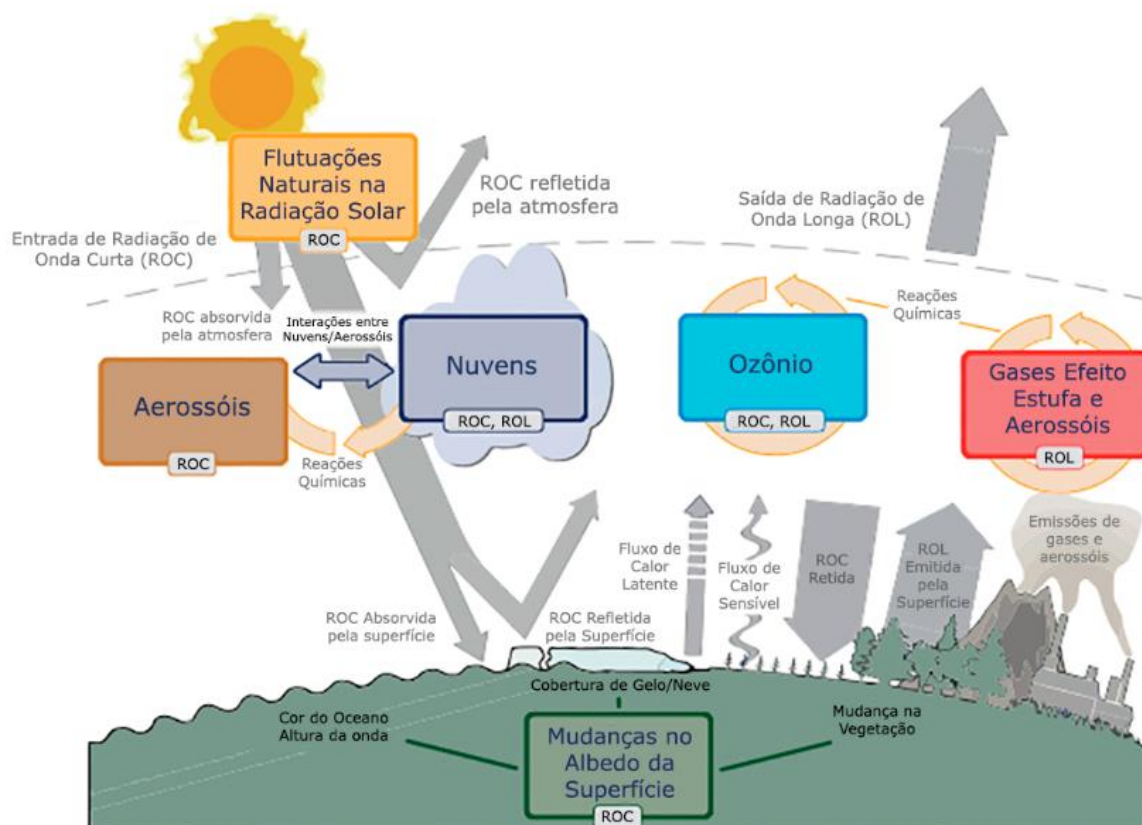 Flutuações
Naturais na
Radiação Solar
ROC
ROC refletida
pela atmosfera
Saída de Radiação de
Onda Longa (ROL)
Entrada de Radiação de
Onda Curta (ROC)
ROC absorvida
pela atmosfera
Interações entre
Nuvens/Aerossóis
Reações
Químicas
Aerossóis
ROC
Nuvens
ROC, ROL
Ozônio
ROC, ROL
Gases Efeito
Estufa e
Aerossóis
ROL
Reações
Químicas
Emissões de
gases e
aerossóis
Fluxo de
Calor
Latente
Fluxo de
Calor
Sensível
ROC
Retida
ROL
Emitida
pela
Superfície
ROC Absorvida
pela superfície
ROC Refletida
pela Superfície
Cobertura de Gelo/Neve
Cor do Oceano
Altura da onda
Mudança na
Vegetação
Mudanças no
Albedo da
Superfície
ROC